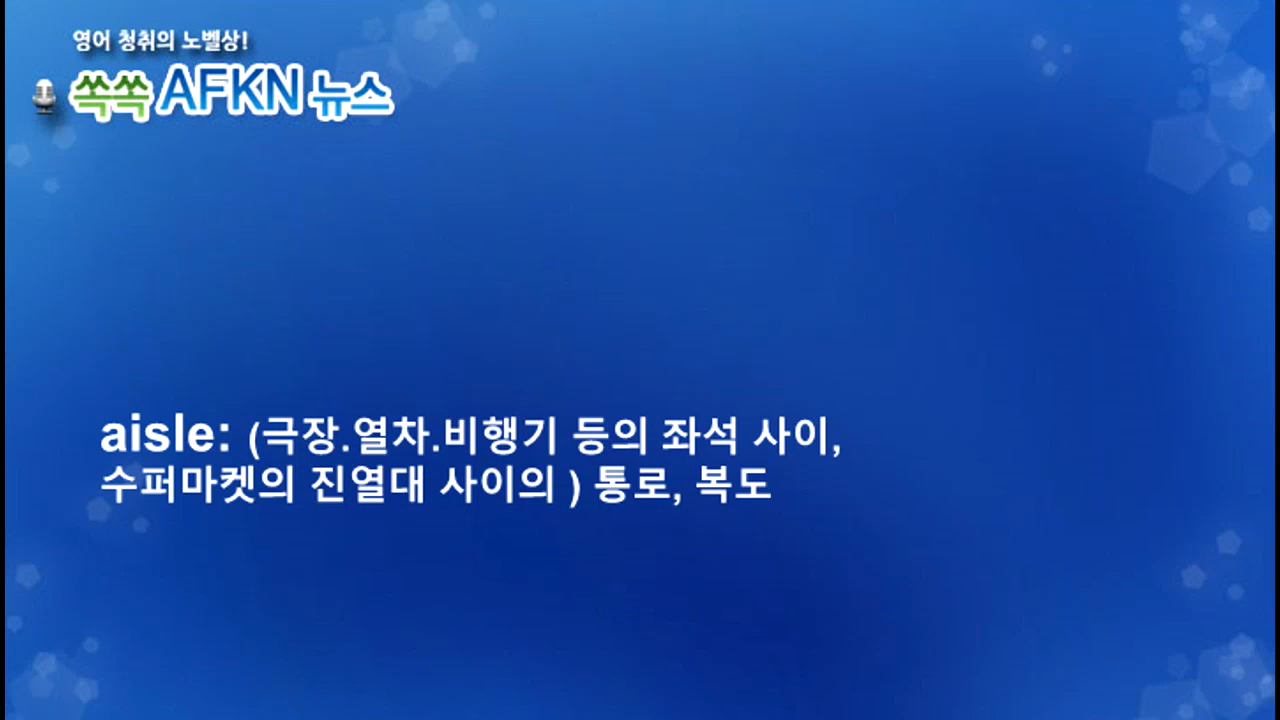 영어 청취의 노벨상!
쏙쏙 AFKN 뉴스
aisle: (극장.열차.비행기 등의 좌석 사이,
수퍼마켓의 진열대 사이의 ) 통로, 복도